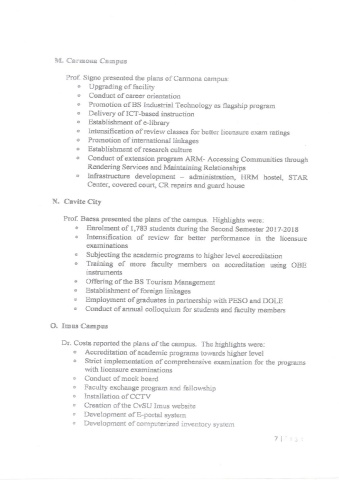 M. Carmona Campus
Prof. Signo presented the plans of Carmona campus:
Upgrading of facility
Conduct of career orientation
Promotion of BS Industrial Technology as flagship program
Delivery of ICT-based instruction
Establishment of e-library
Intensification of review classes for better licensure exam ratings
Promotion of international linkages
Establishment of research culture
Conduct of extension program ARM- Accessing Communities through
Rendering Services and Maintaining Relationships
Infrastructure development – administration, HRM hostel, STAR
Center, covered court, CR repairs and guard house
N. Cavite City
Prof. Baesa presented the plans of the campus. Highlights were:
Enrolment of 1,783 students during the Second Semester 2017-2018
Intensification of review for better performance in the licensure
examinations
Subjecting the academic programs to higher level accreditation
Training of more faculty members on accreditation using OBE
instruments
Offering of the BS Tourism Management
Establishment of foreign linkages
Employment of graduates in partnership with PESO and DOLE
Conduct of annual colloquium for students and faculty members
O. Imus Campus
Dr. Costa reported the plans of the campus. The highlights were:
Accreditation of academic programs towards higher level
Strict implementation of comprehensive examination for the programs
with licensure examinations
Conduct of mock board
Faculty exchange program and fellowship
Installation of CCTV
Creation of the CvSU Imus website
Development of E-portal system
Development of computerized inventory system
7 | Page